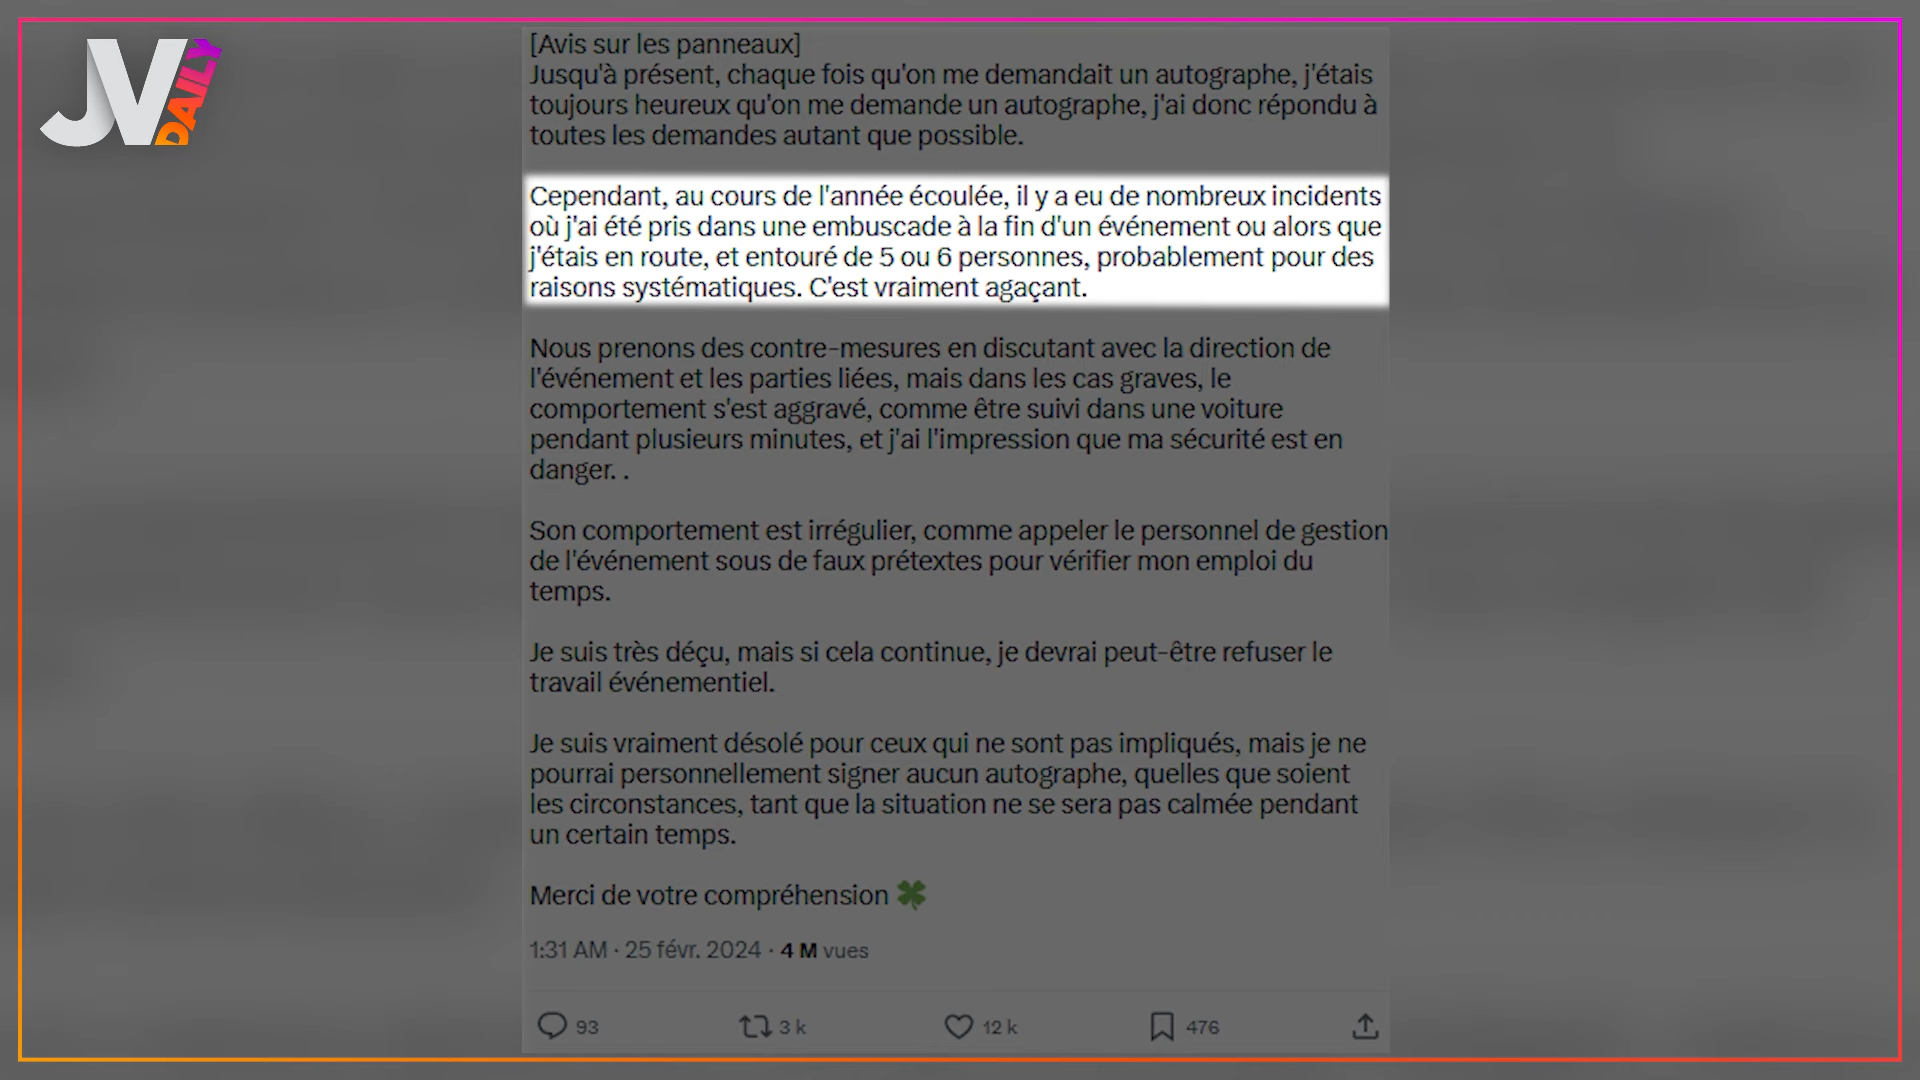 JV
DAILY
[Avis sur les panneaux]
Jusqu'à présent, chaque fois qu'on me demandait un autographe, j'étais
toujours heureux qu'on me demande un autographe, j'ai donc répondu à
toutes les demandes autant que possible.
Cependant, au cours de l'année écoulée, il y a eu de nombreux incidents
où j'ai été pris dans une embuscade à la fin d'un événement ou alors que
j'étais en route, et entouré de 5 ou 6 personnes, probablement pour des
raisons systématiques. C'est vraiment agaçant.
Nous prenons des contre-mesures en discutant avec la direction de
l'événement et les parties liées, mais dans les cas graves, le
comportement s'est aggravé, comme être suivi dans une voiture
pendant plusieurs minutes, et j'ai l'impression que ma sécurité est en
danger. .
Son comportement est irrégulier, comme appeler le personnel de gestion
de l'événement sous de faux prétextes pour vérifier mon emploi du
temps.
Je suis très déçu, mais si cela continue, je devrai peut-être refuser le
travail événementiel.
Je suis vraiment désolé pour ceux qui ne sont pas impliqués, mais je ne
pourrai personnellement signer aucun autographe, quelles que soient
les circonstances, tant que la situation ne se sera pas calmée pendant
un certain temps.
Merci de votre compréhension 🍀
1:31 AM · 25 févr. 2024 · 4 M vues
93 3 k 12 k 476